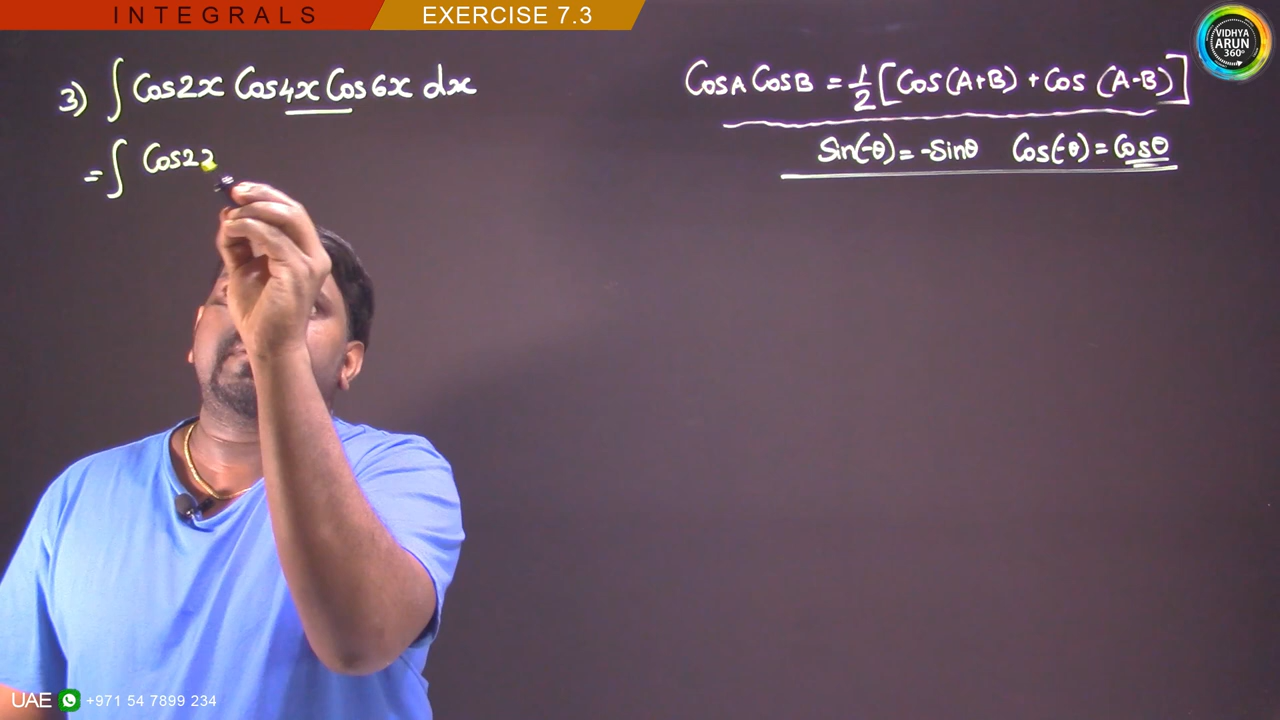 INTEGRALS
EXERCISE 7.3
VIDHYA
ARUN
360°
3) ∫ Cos2x Cos4x Cos6x dx
= ∫ Cos2x
CosA CosB = 1/2 [Cos(A+B) + Cos (A-B)]
Sin(-θ) = -Sinθ Cos(-θ) = Cosθ
UAE +971 54 7899 234